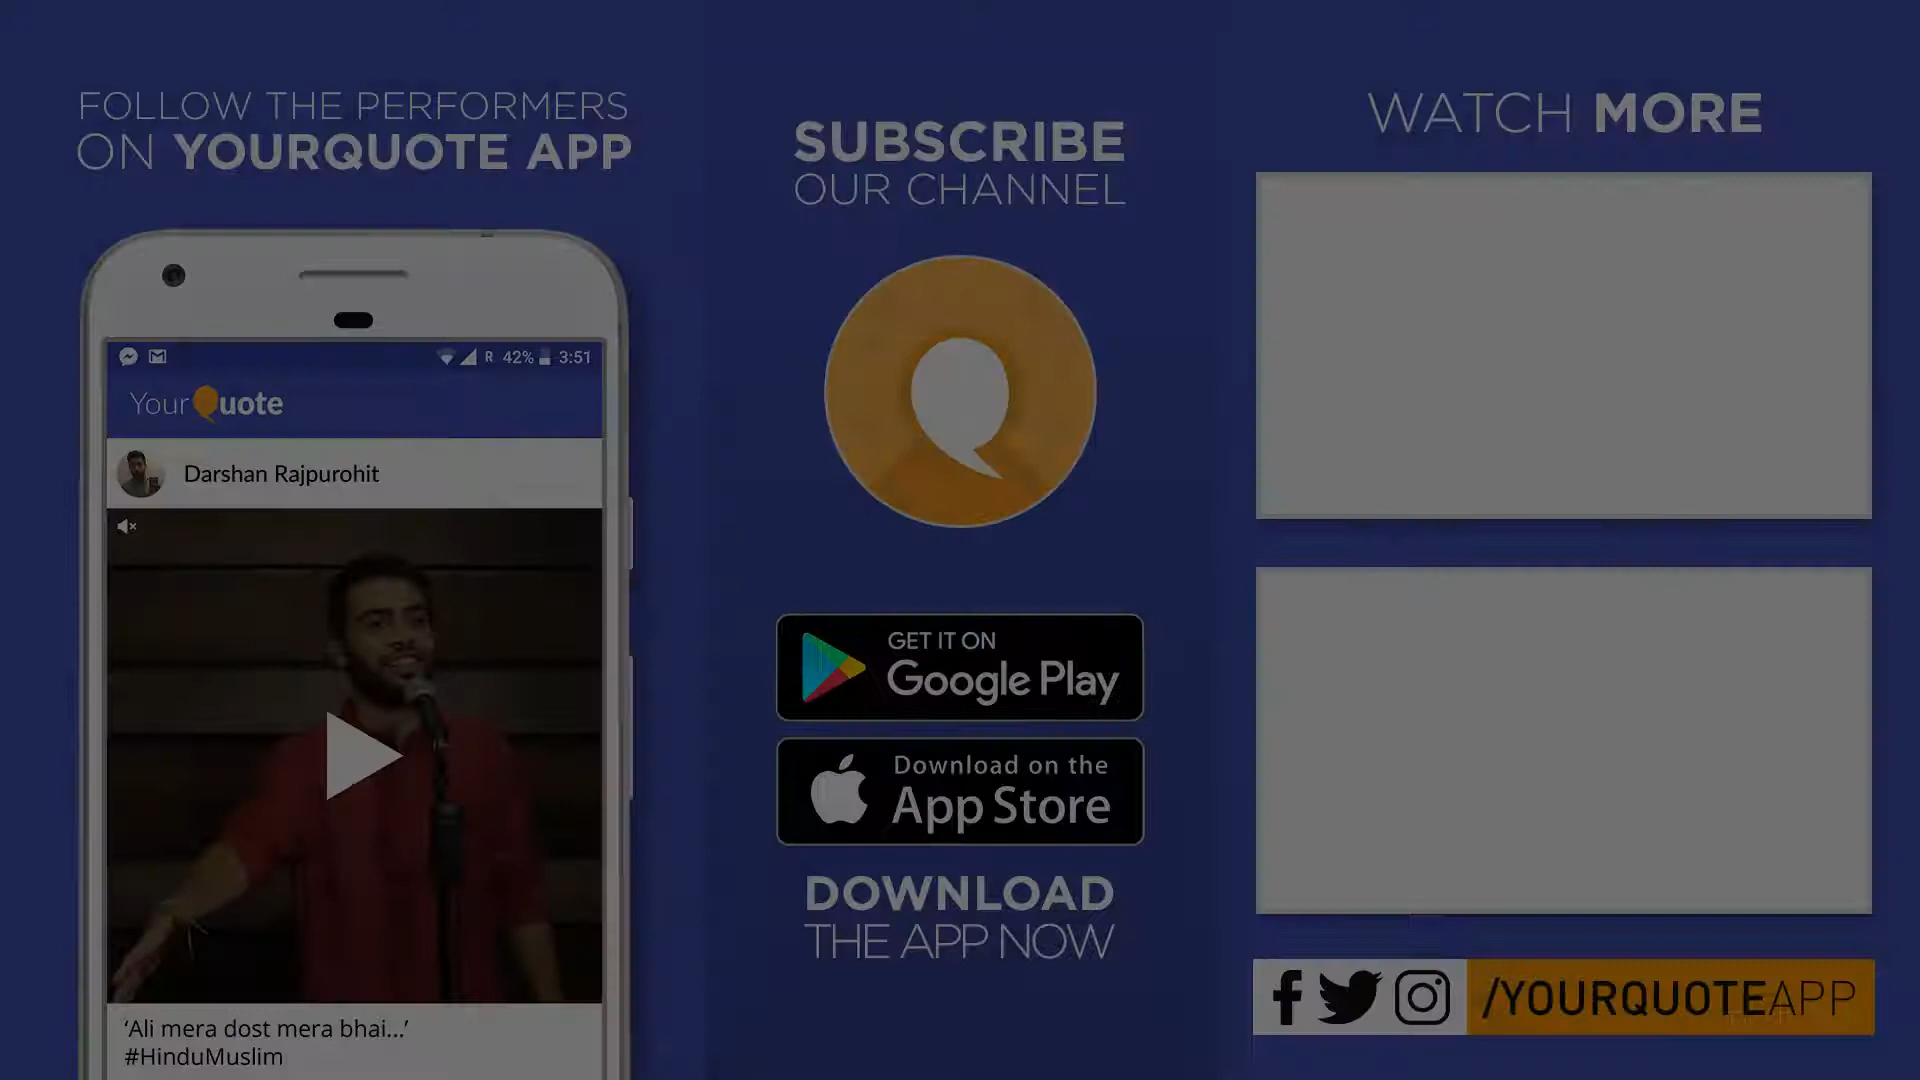 FOLLOW THE PERFORMERS
ON YOURQUOTE APP
R 42% 3:51
YourQuote
Darshan Rajpurohit
‘Ali mera dost mera bhai...’
#HinduMuslim
SUBSCRIBE
OUR CHANNEL
GET IT ON
Google Play
Download on the
App Store
DOWNLOAD
THE APP NOW
WATCH MORE
/YOURQUOTEAPP